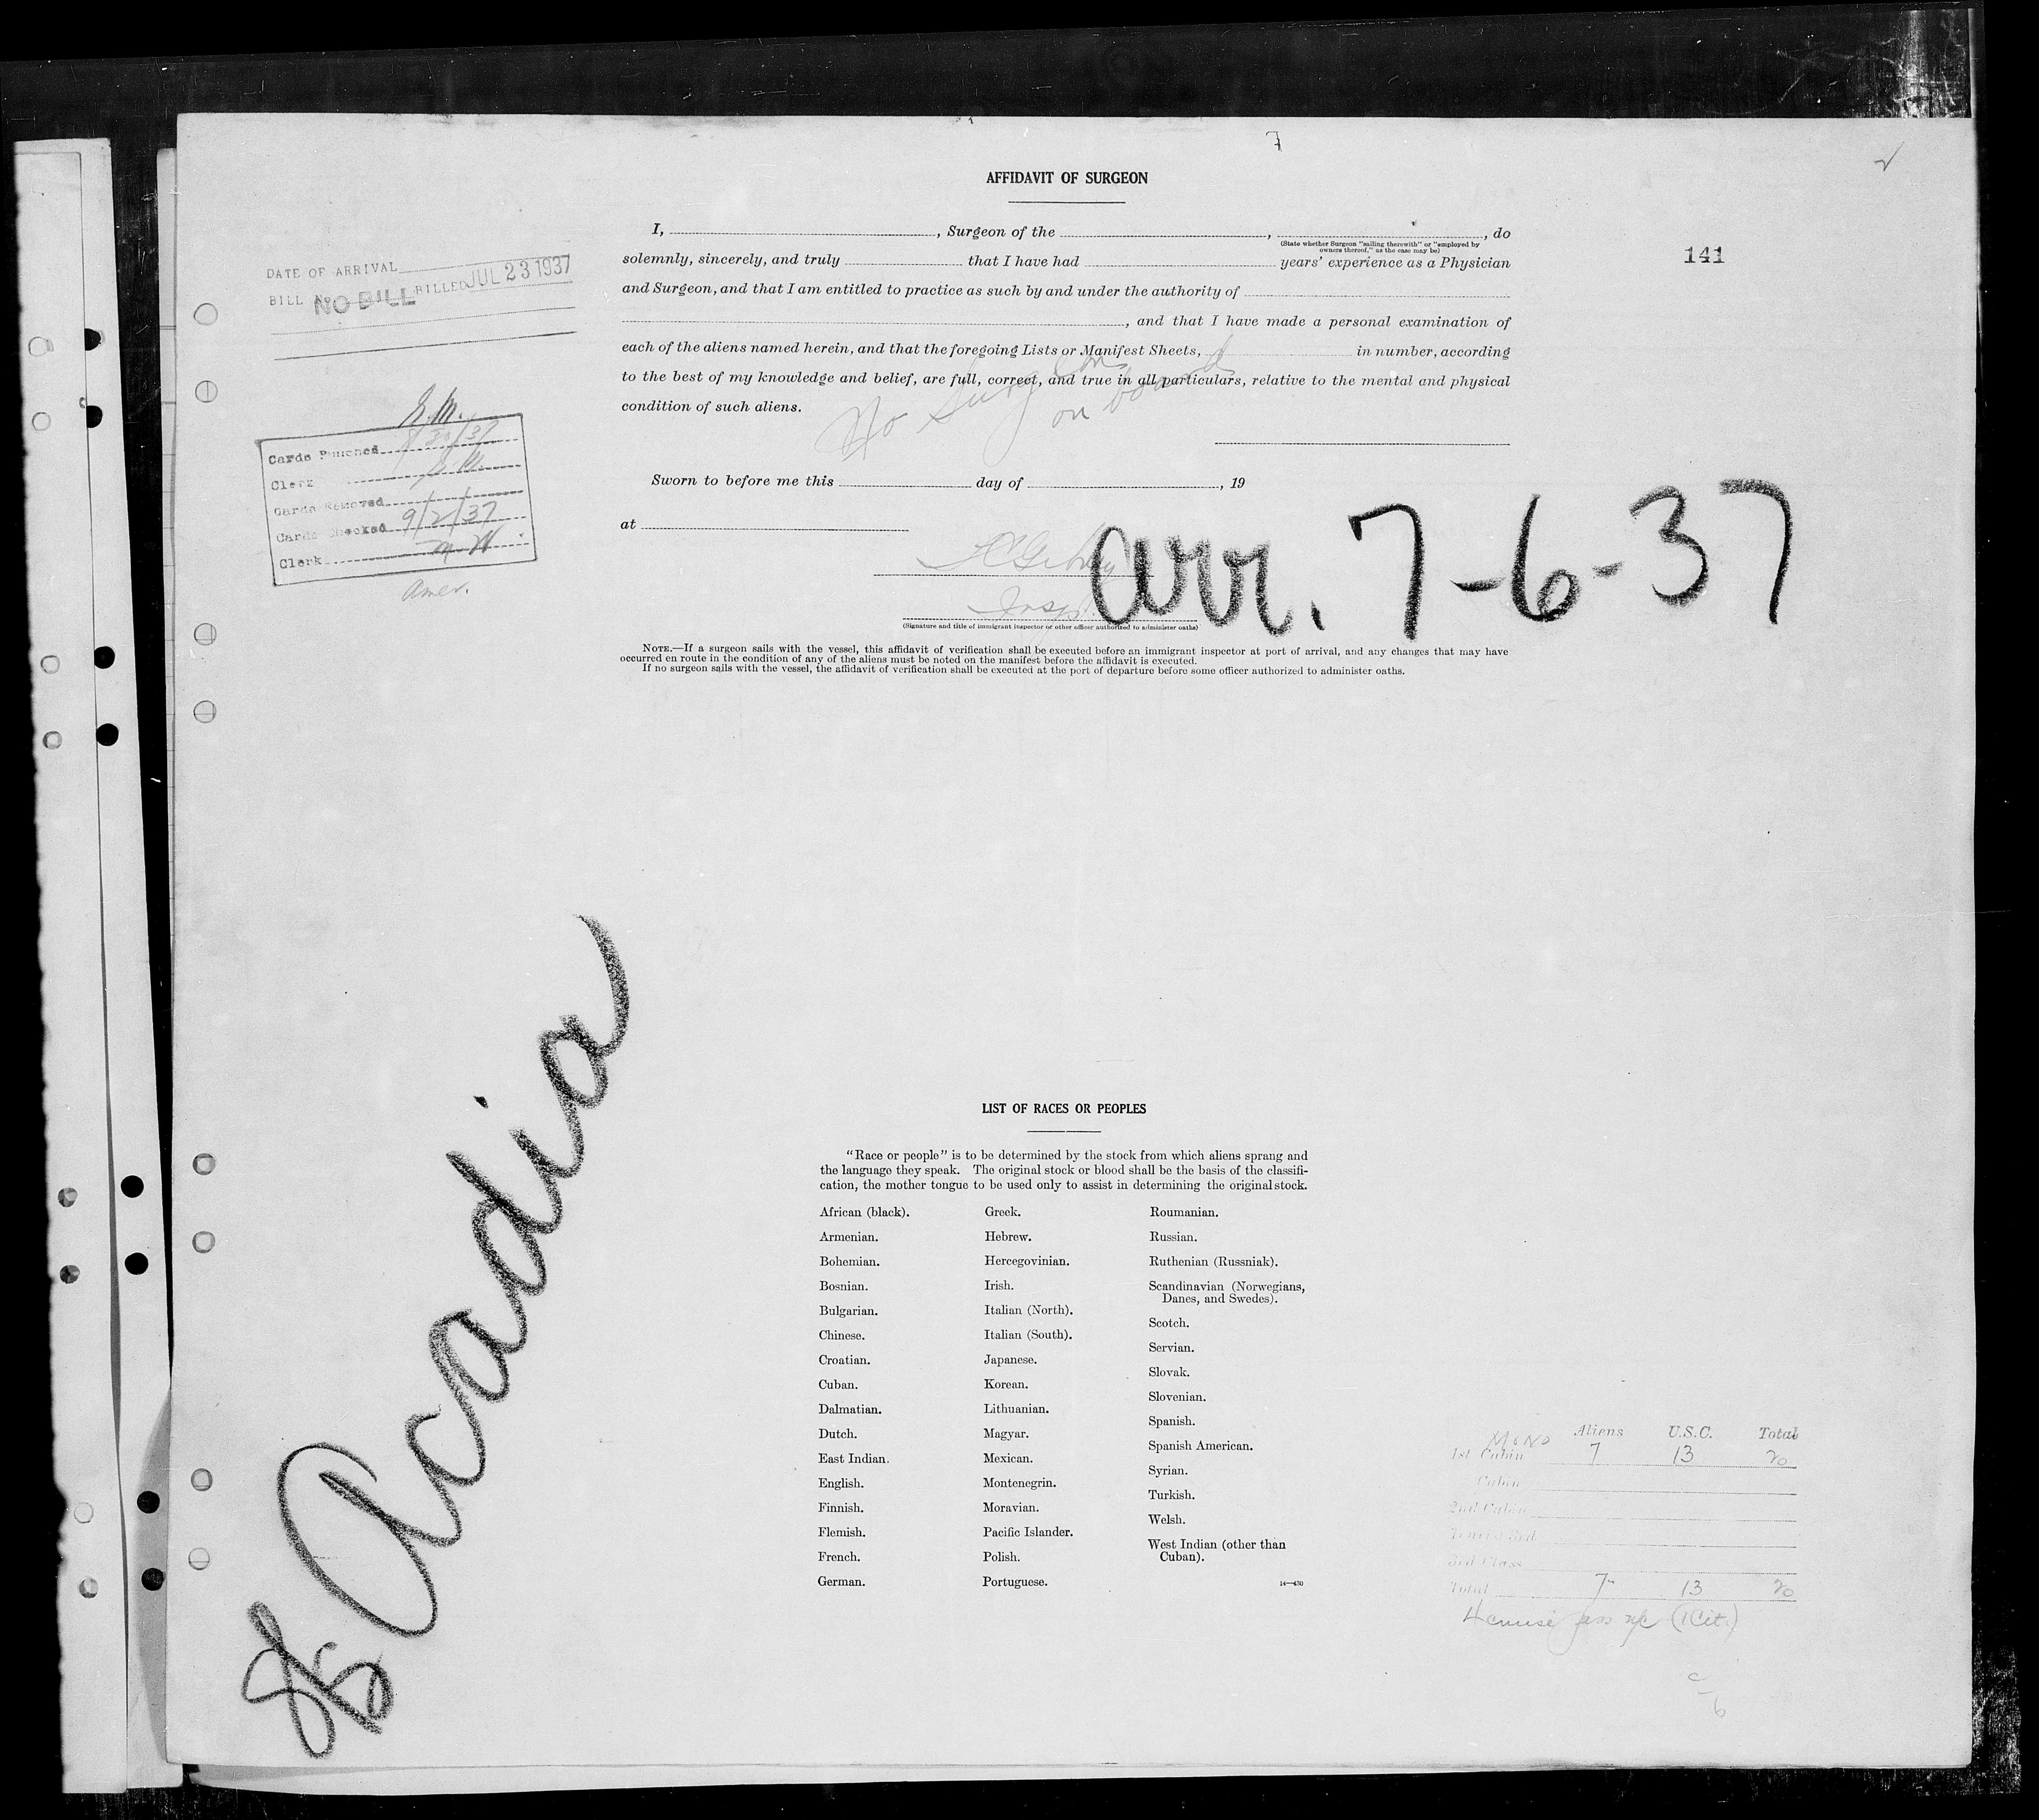 7
AFFIDAVIT OF SURGEON
I, , Surgeon of the , , do
(State whether Surgeon "sailing therewith" or "employed by
owners thereof," as the case may be)
solemnly, sincerely, and truly that I have had years' experience as a Physician
and Surgeon, and that I am entitled to practice as such by and under the authority of
, and that I have made a personal examination of
each of the aliens named herein, and that the foregoing Lists or Manifest Sheets, in number, according
to the best of my knowledge and belief, are full, correct, and true in all particulars, relative to the mental and physical
condition of such aliens.
No Surgeon
on board
Sworn to before me this day of , 19
at
(Signature and title of immigrant inspector or other officer authorized to administer oaths)
NOTE.—If a surgeon sails with the vessel, this affidavit of verification shall be executed before an immigrant inspector at port of arrival, and any changes that may have
occurred en route in the condition of any of the aliens must be noted on the manifest before the affidavit is executed.
If no surgeon sails with the vessel, the affidavit of verification shall be executed at the port of departure before some officer authorized to administer oaths.
141
arr. 7-6-37
DATE OF ARRIVAL
BILL No. NO BILL BILLED JUL 23 1937
Cards Punched
Clerk
Cards Removed
Cards Checked 9/2/37
Clerk
Amer.
SS Acadia
LIST OF RACES OR PEOPLES
"Race or people" is to be determined by the stock from which aliens sprang and
the language they speak. The original stock or blood shall be the basis of the classifi-
cation, the mother tongue to be used only to assist in determining the original stock.
African (black).
Armenian.
Bohemian.
Bosnian.
Bulgarian.
Chinese.
Croatian.
Cuban.
Dalmatian.
Dutch.
East Indian.
English.
Finnish.
Flemish.
French.
German.
Greek.
Hebrew.
Hercegovinian.
Irish.
Italian (North).
Italian (South).
Japanese.
Korean.
Lithuanian.
Magyar.
Mexican.
Montenegrin.
Moravian.
Pacific Islander.
Polish.
Portuguese.
Roumanian.
Russian.
Ruthenian (Russniak).
Scandinavian (Norwegians,
Danes, and Swedes).
Scotch.
Servian.
Slovak.
Slovenian.
Spanish.
Spanish American.
Syrian.
Turkish.
Welsh.
West Indian (other than
Cuban).
14—430
Aliens U.S.C. Total
1st Cabin 7 13 20
Cabin
2nd Cabin
3rd Class
Total 7 13 20
4 cruise (1 Cit.)